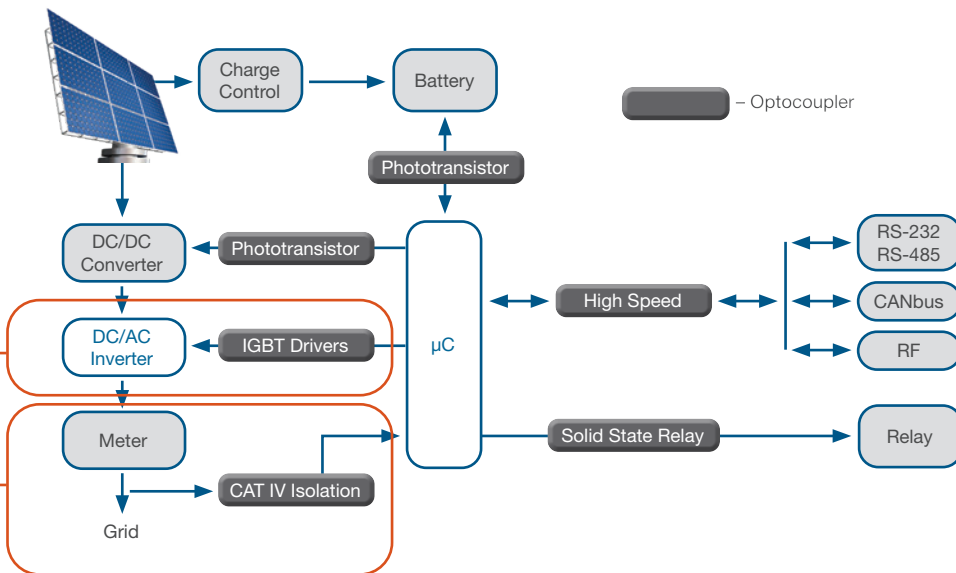 Charge
Control
Battery
– Optocoupler
Phototransistor
DC/DC
Converter
Phototransistor
RS-232
RS-485
High Speed
CANbus
DC/AC
Inverter
IGBT Drivers
µC
RF
Meter
Solid State Relay
Relay
CAT IV Isolation
Grid